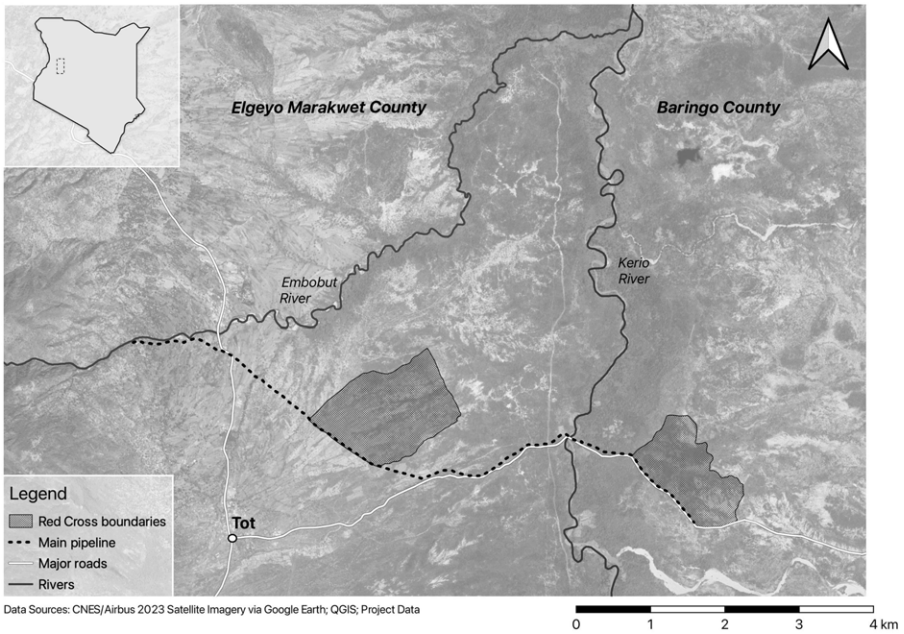 Elgeyo Marakwet County
Baringo County
Embobut
River
Kerio
River
Tot
Legend
Red Cross boundaries
Main pipeline
Major roads
Rivers
Data Sources: CNES/Airbus 2023 Satellite Imagery via Google Earth; QGIS; Project Data
0 1 2 3 4 km